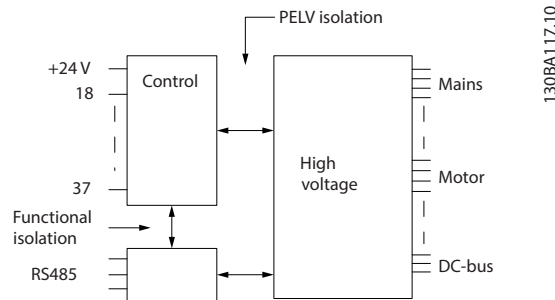 PELV isolation
130BA117.10
+24 V
Control
18
Mains
High
voltage
37
Motor
Functional
isolation
RS485
DC-bus